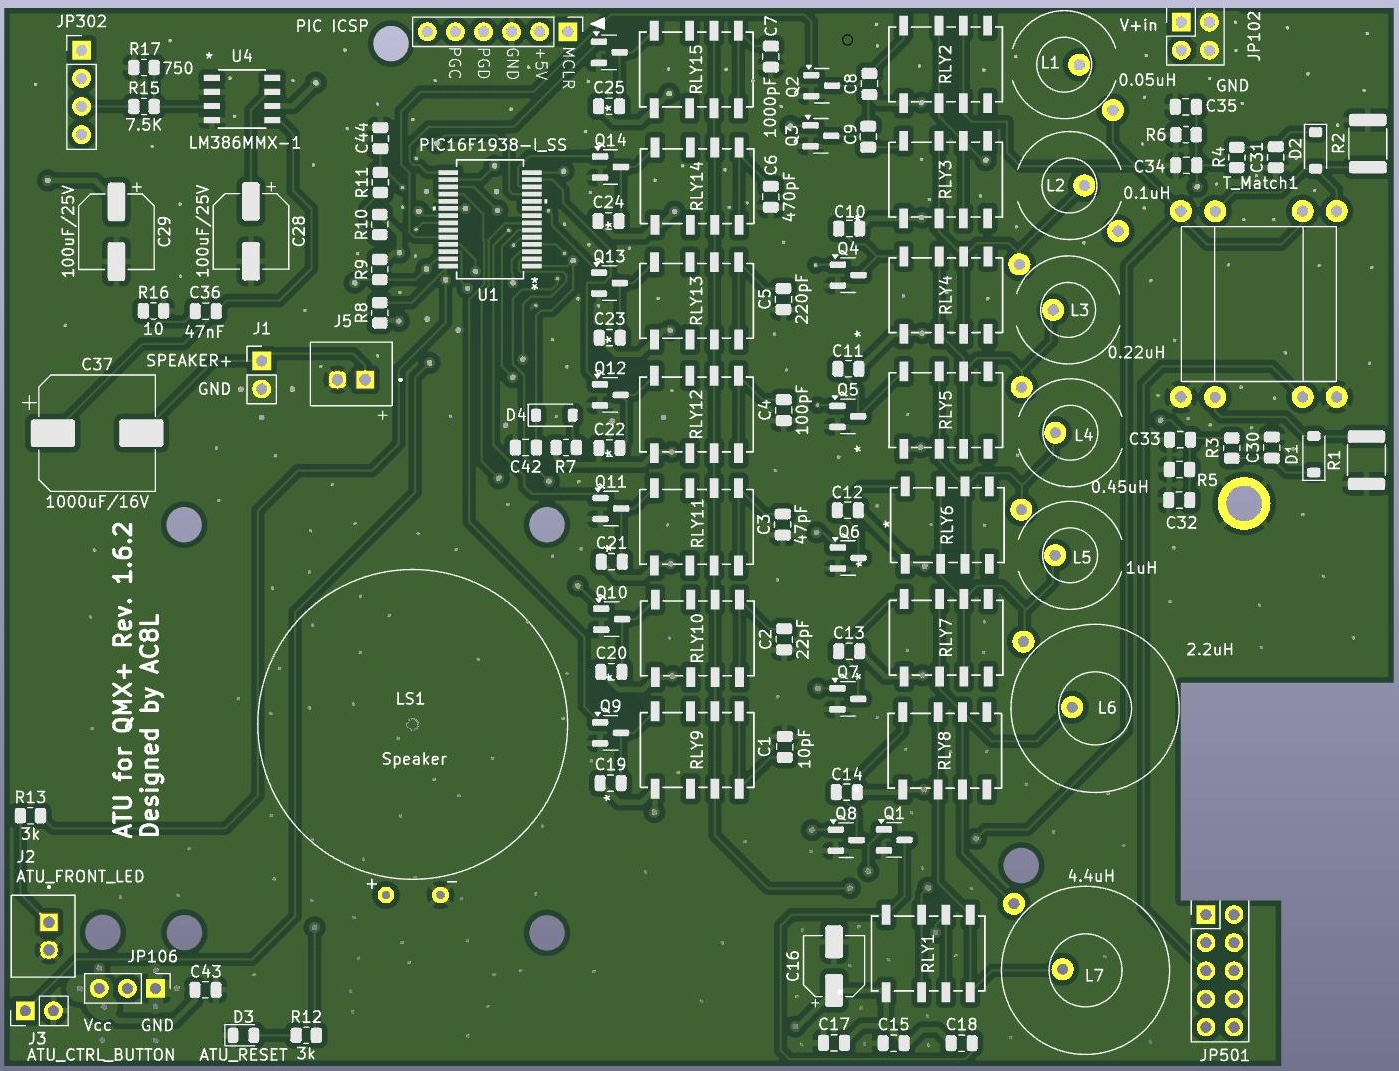 JP302
R17
750
R15
7.5K
U4
LM386MMX-1
PIC ICSP
MCLR
+5V
GND
PGD
PGC
C44
PIC16F1938-I_SS
R11
R10
R9
R8
J5
U1
100uF/25V
C29
100uF/25V
C28
R16
10
C36
47nF
J1
SPEAKER+
GND
C37
1000uF/16V
D4
C42
R7
C25
Q14
C24
Q13
C23
Q12
C22
Q11
C21
Q10
C20
Q9
C19
RLY15
RLY14
RLY13
RLY12
RLY11
RLY10
RLY9
C7
1000pF
C6
470pF
C5
220pF
C4
100pF
C3
47pF
C2
22pF
C1
10pF
Q2
Q3
C8
C9
C10
Q4
C11
Q5
C12
Q6
C13
Q7
C14
Q8
Q1
RLY2
RLY3
RLY4
RLY5
RLY6
RLY7
RLY8
RLY1
L1
0.05uH
L2
0.1uH
L3
0.22uH
L4
0.45uH
L5
1uH
L6
2.2uH
L7
4.4uH
V+in
JP102
GND
C35
R6
C34
R4
C31
D2
R2
T_Match1
C33
R3
C30
D1
R1
R5
C32
ATU for QMX+ Rev. 1.6.2
Designed by AC8L
LS1
Speaker
R13
3k
J2
ATU_FRONT_LED
JP106
C43
Vcc
GND
J3
ATU_CTRL_BUTTON
D3
ATU_RESET
R12
3k
C16
C17
C15
C18
JP501